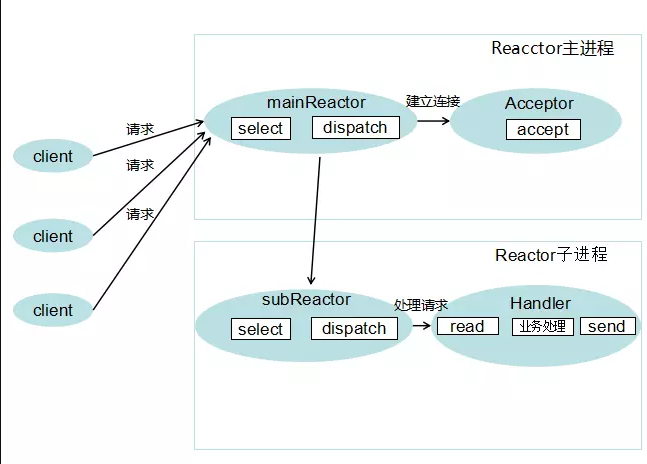 Reacctor主进程
mainReactor
select
dispatch
建立连接
Acceptor
accept
请求
请求
请求
client
client
client
Reactor子进程
subReactor
select
dispatch
处理请求
Handler
read
业务处理
send